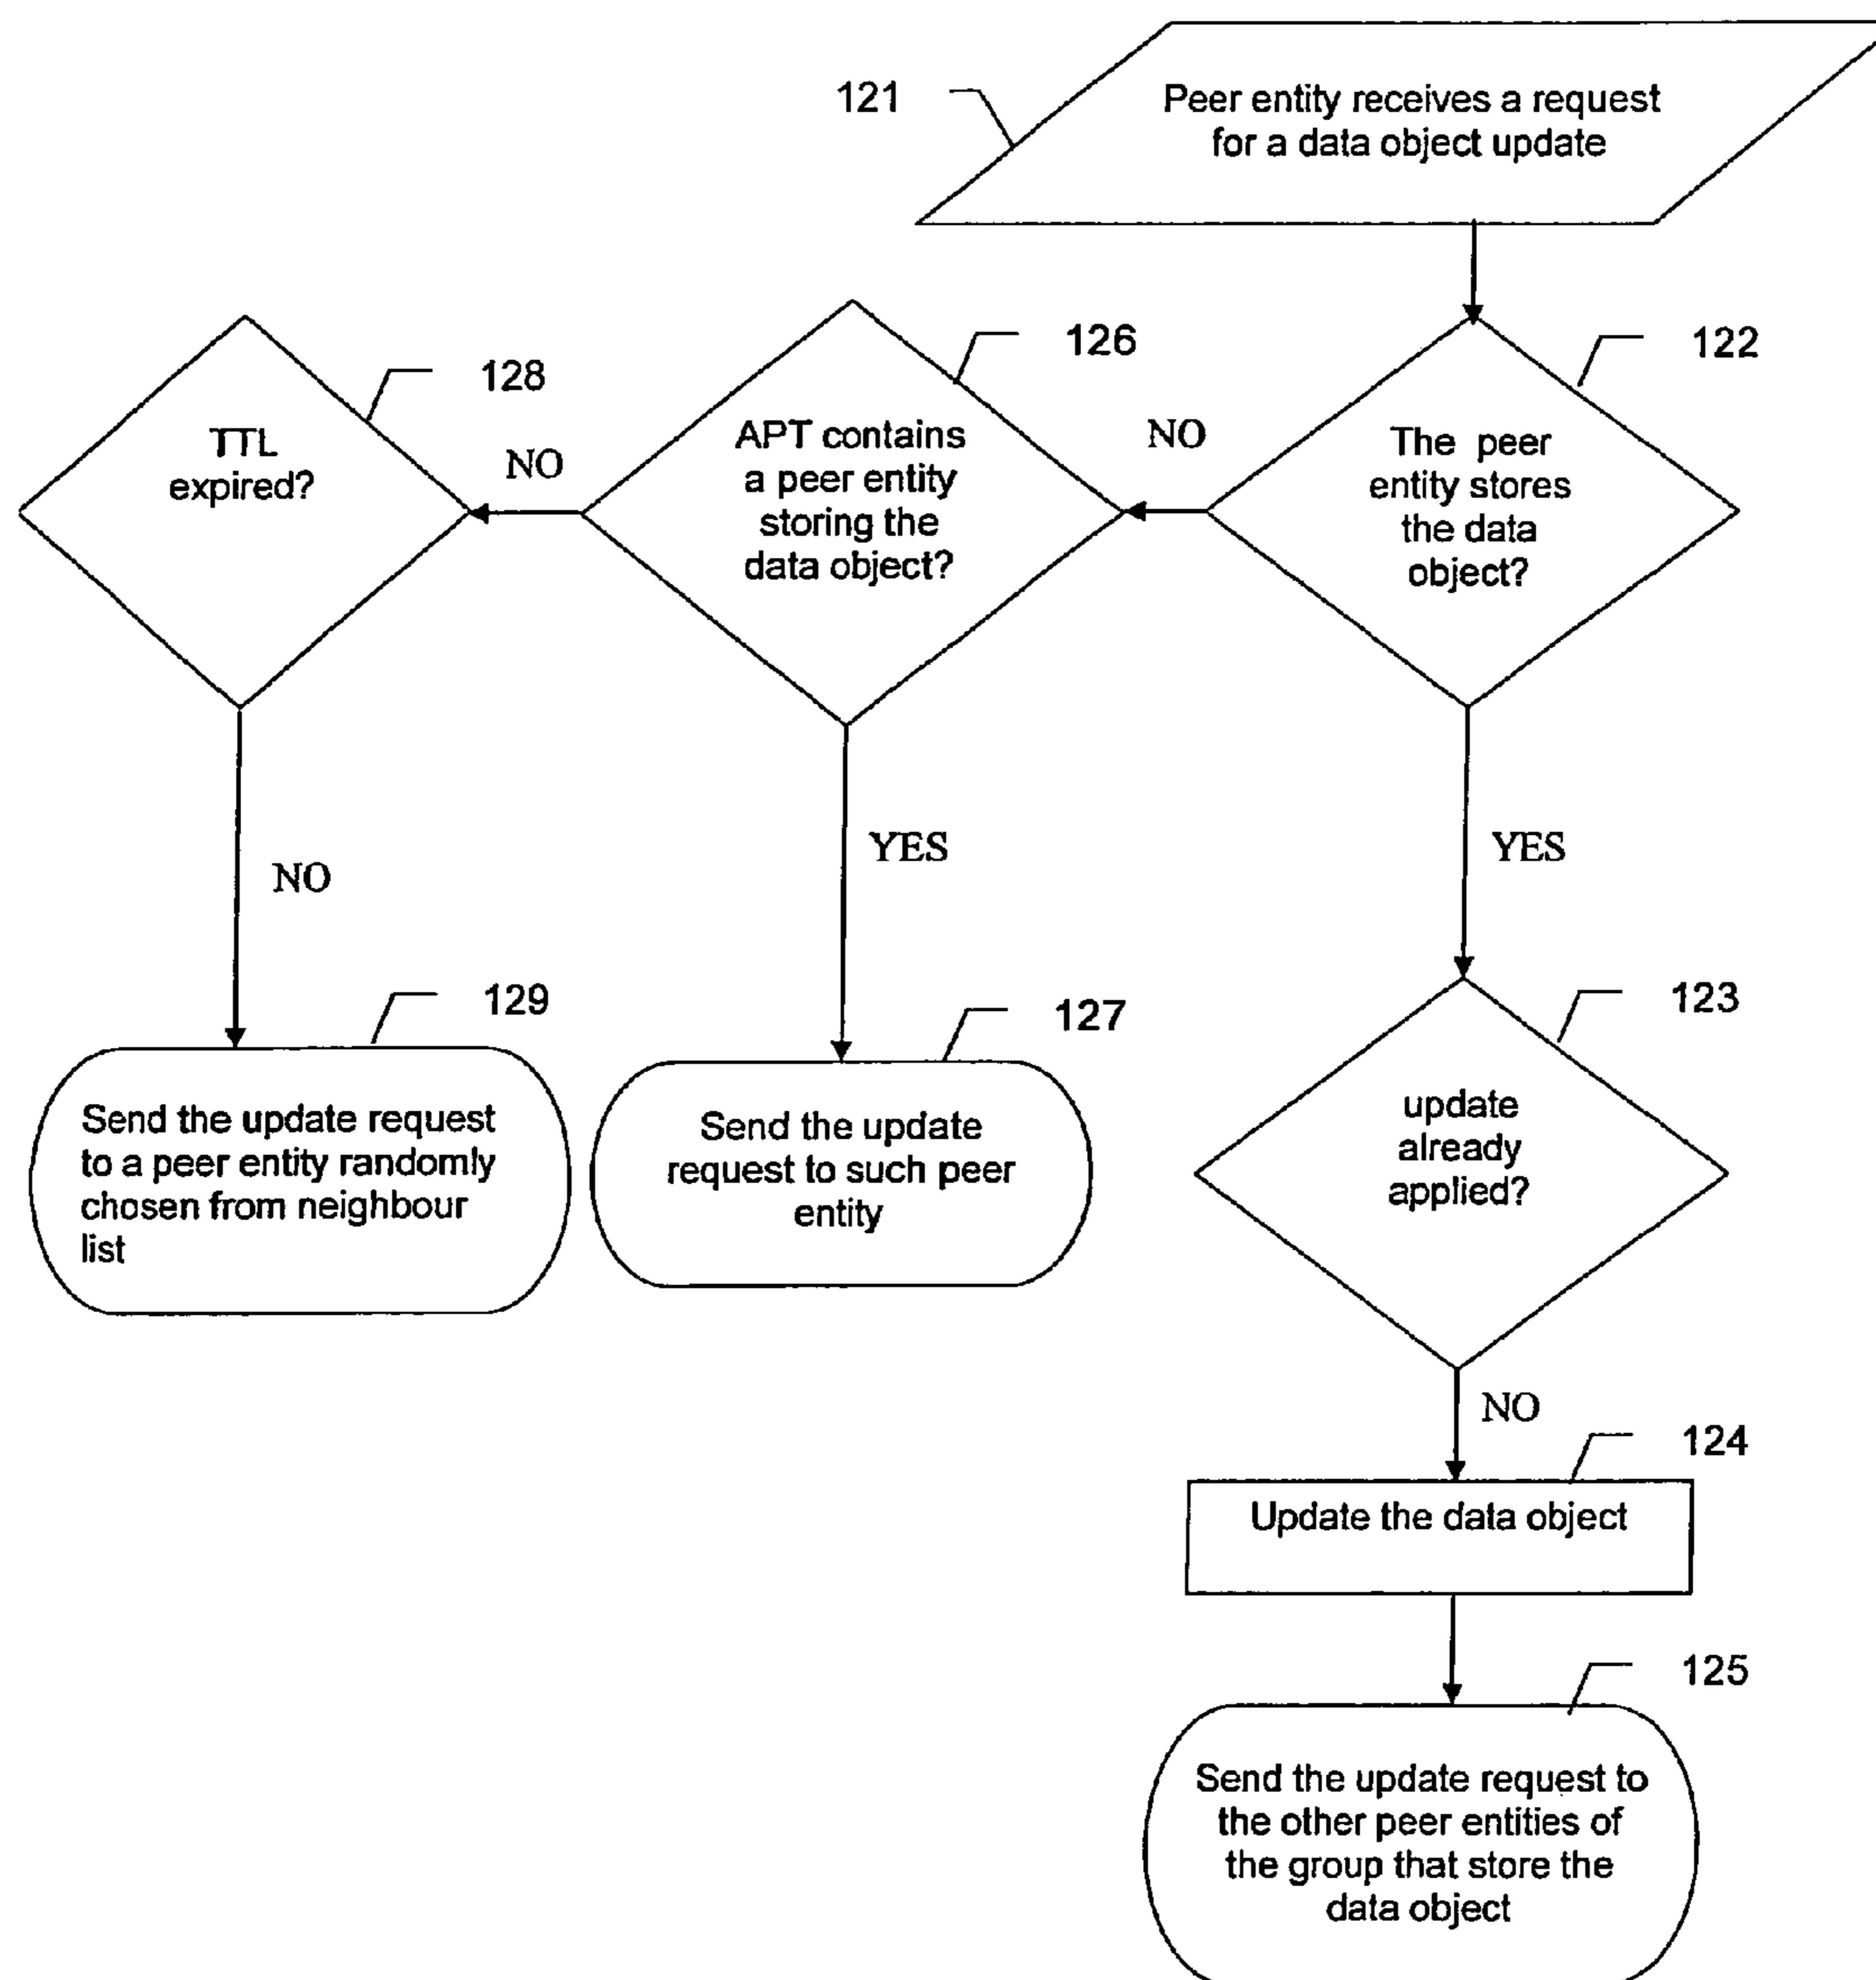 121
Peer entity receives a request
for a data object update
122
The peer
entity stores
the data
object?
NO
126
APT contains
a peer entity
storing the
data object?
NO
128
TTL
expired?
NO
YES
YES
129
Send the update request
to a peer entity randomly
chosen from neighbour
list
127
Send the update
request to such peer
entity
123
update
already
applied?
NO
124
Update the data object
125
Send the update request to
the other peer entities of
the group that store the
data object